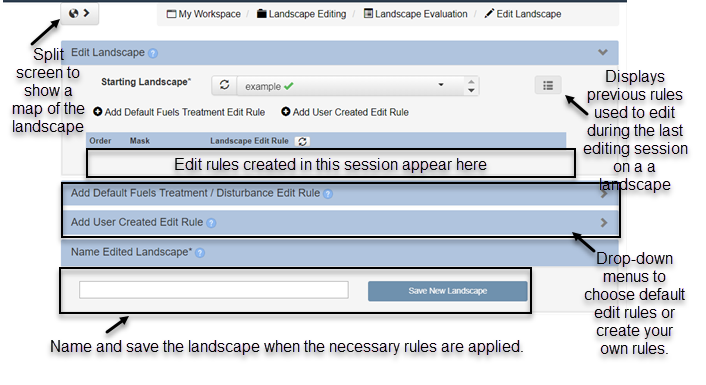 My Workspace / Landscape Editing / Landscape Evaluation / Edit Landscape
Split
screen to
show a
map of the
landscape
Edit Landscape ?
Starting Landscape* example
Add Default Fuels Treatment Edit Rule Add User Created Edit Rule
Displays
previous rules
used to edit
during the last
editing session
on a a
landscape
Order Mask Landscape Edit Rule
Edit rules created in this session appear here
Add Default Fuels Treatment / Disturbance Edit Rule ?
Add User Created Edit Rule ?
Name Edited Landscape* ?
Save New Landscape
Drop-down
menus to
choose default
edit rules or
create your
own rules.
Name and save the landscape when the necessary rules are applied.